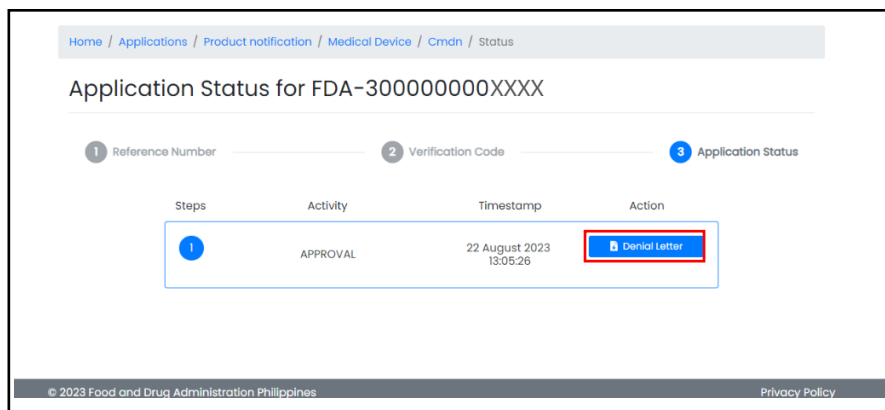 Home / Applications / Product notification / Medical Device / Cmdn / Status
Application Status for FDA-300000000XXXX
1 Reference Number 2 Verification Code 3 Application Status
Steps Activity Timestamp Action
1 APPROVAL 22 August 2023 13:05:26 Denial Letter
© 2023 Food and Drug Administration Philippines Privacy Policy